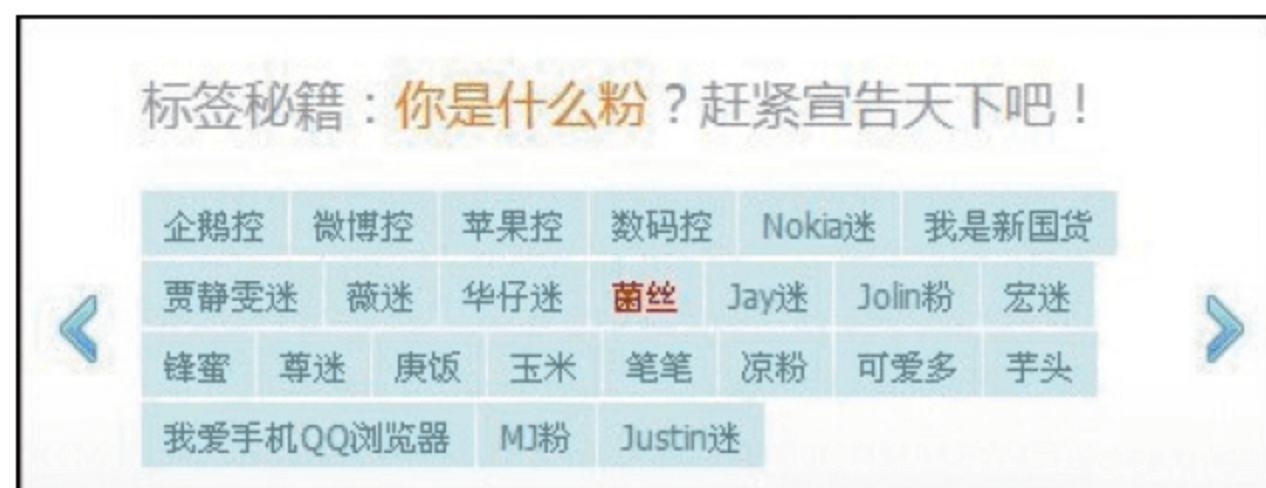 标签秘籍：你是什么粉？赶紧宣告天下吧！
企鹅控 微博控 苹果控 数码控 Nokia迷 我是新国货
贾静雯迷 薇迷 华仔迷 菌丝 Jay迷 Jolin粉 宏迷
锋蜜 尊迷 庚饭 玉米 笔笔 凉粉 可爱多 芋头
我爱手机QQ浏览器 MJ粉 Justin迷